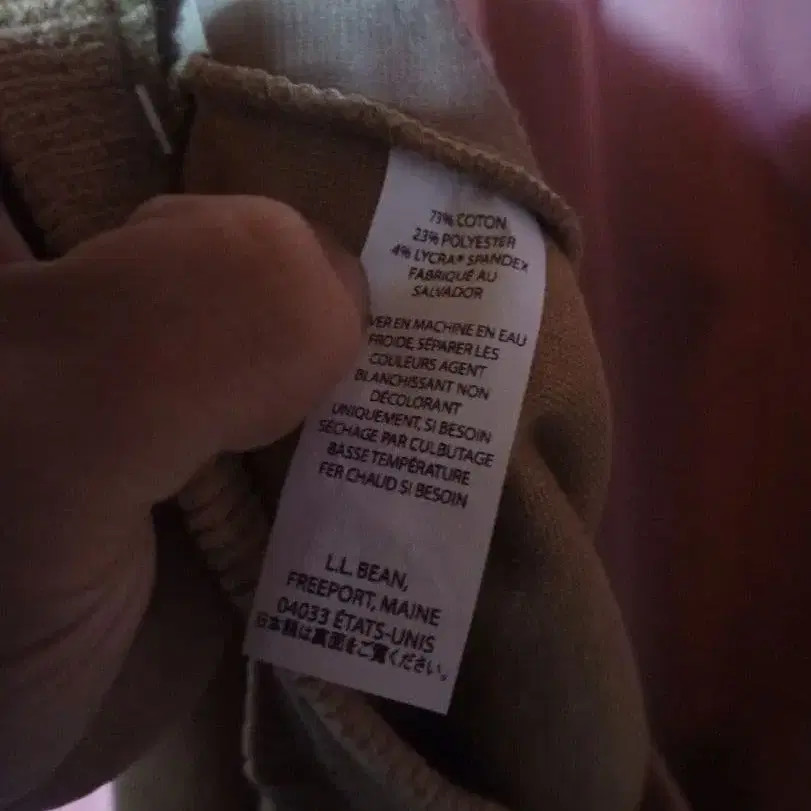 73% COTON
23% POLYESTER
4% LYCRA® SPANDEX
FABRIQUÉ AU
SALVADOR
VER EN MACHINE EN EAU
FROIDE, SÉPARER LES
COULEURS AGENT
BLANCHISSANT NON
DÉCOLORANT
UNIQUEMENT, SI BESOIN
SÉCHAGE PAR CULBUTAGE
BASSE TEMPÉRATURE
FER CHAUD SI BESOIN
L.L. BEAN,
FREEPORT, MAINE
04033 ÉTATS-UNIS
日本語は裏面をご覧ください。